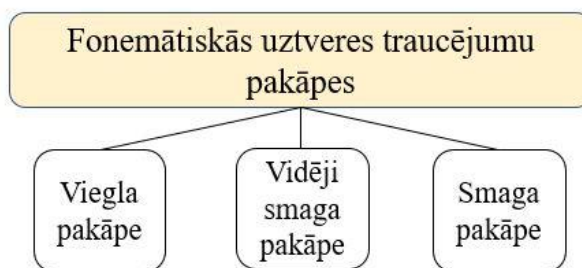 Fonemātiskās uztveres traucējumu
pakāpes
Viegla
pakāpe
Vidēji
smaga
pakāpe
Smaga
pakāpe